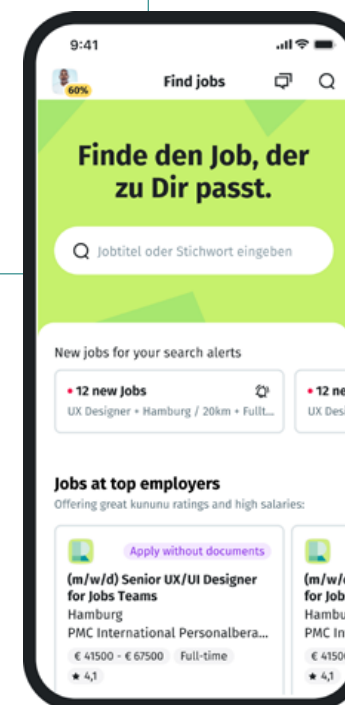 9:41
60%
Find jobs
Finde den Job, der
zu Dir passt.
Jobtitel oder Stichwort eingeben
New jobs for your search alerts
• 12 new Jobs
UX Designer • Hamburg / 20km • Fullt...
• 12 ne
UX Desi
Jobs at top employers
Offering great kununu ratings and high salaries:
Apply without documents
(m/w/d) Senior UX/UI Designer
for Jobs Teams
Hamburg
PMC International Personalbera...
€ 41500 - € 67500 Full-time
★ 4,1
(m/w/d
for Job
Hambu
PMC In
€ 4150
★ 4,1